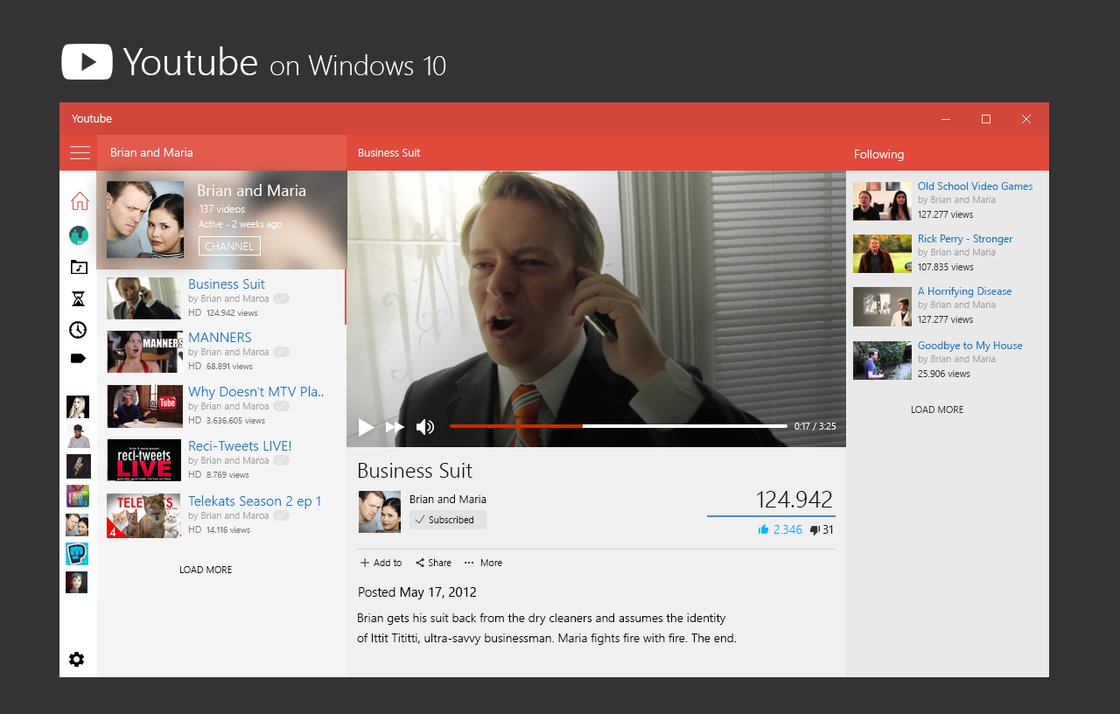 Youtube on Windows 10
Youtube
Brian and Maria
Business Suit
Following
Brian and Maria
137 videos
Active - 2 weeks ago
CHANNEL
Business Suit
by Brian and Maroa
HD 124.942 views
MANNERS
MANNERS
by Brian and Maroa
HD 68.891 views
Tube
Why Doesn't MTV Pla..
by Brian and Maroa
HD 3.636.605 views
reci-tweets
LIVE!
Reci-Tweets LIVE!
by Brian and Maroa
HD 8.769 views
TELEKATS
4
Telekats Season 2 ep 1
by Brian and Maroa
HD 14.116 views
LOAD MORE
0:17 / 3:25
Business Suit
Brian and Maria
Subscribed
124.942
2.346 31
Add to Share More
Posted May 17, 2012
Brian gets his suit back from the dry cleaners and assumes the identity
of Ittit Tititti, ultra-savvy businessman. Maria fights fire with fire. The end.
Old School Video Games
by Brian and Maria
127.277 views
Rick Perry - Stronger
by Brian and Maria
107.835 views
A Horrifying Disease
by Brian and Maria
127.277 views
Goodbye to My House
by Brian and Maria
25.906 views
LOAD MORE